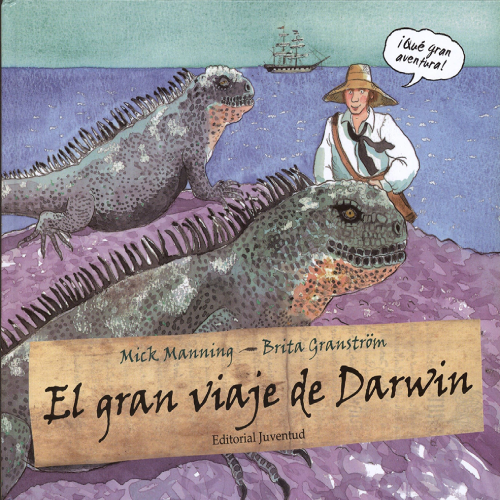 ¡Qué gran
aventura!
Mick Manning — Brita Granström
El gran viaje de Darwin
Editorial Juventud